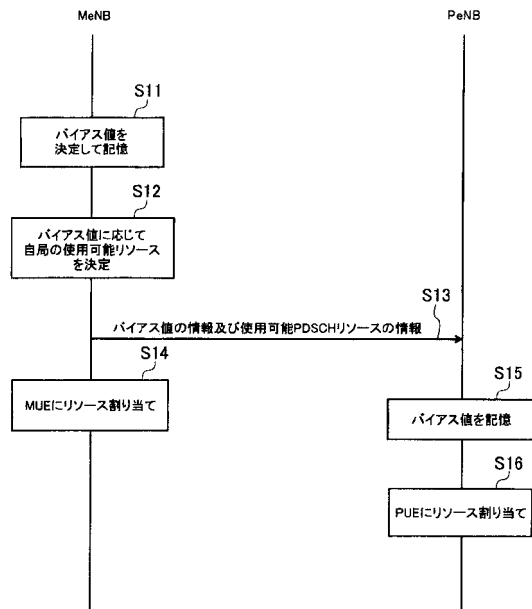 MeNB
PeNB
S11
バイアス値を
決定して記憶
S12
バイアス値に応じて
自局の使用可能リソース
を決定
S13
バイアス値の情報及び使用可能PDSCHリソースの情報
S14
MUEにリソース割り当て
S15
バイアス値を記憶
S16
PUEにリソース割り当て